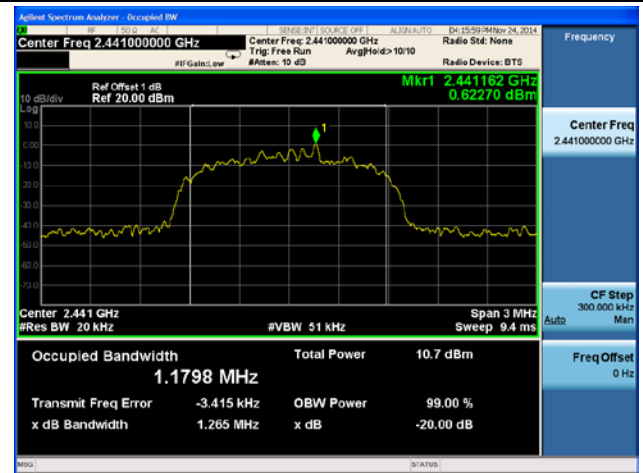 Agilent Spectrum Analyzer - Occupied BW
RF 50 Ω AC SENSE:INT SOURCE OFF ALIGN AUTO 04:15:59 PM Nov 24, 2014
Center Freq 2.441000000 GHz
Center Freq: 2.441000000 GHz
Radio Std: None
Trig: Free Run Avg|Hold:>10/10
#IFGain:Low #Atten: 10 dB Radio Device: BTS
Frequency
Ref Offset 1 dB
Mkr1 2.441162 GHz
10 dB/div Ref 20.00 dBm 0.62270 dBm
Log
10.0
0.00
-10.0
-20.0
-30.0
-40.0
-50.0
-60.0
-70.0
1
Center 2.441 GHz Span 3 MHz
#Res BW 20 kHz #VBW 51 kHz Sweep 9.4 ms
Occupied Bandwidth Total Power 10.7 dBm
1.1798 MHz
Transmit Freq Error -3.415 kHz OBW Power 99.00 %
x dB Bandwidth 1.265 MHz x dB -20.00 dB
Center Freq
2.441000000 GHz
CF Step
300.000 kHz
Auto Man
Freq Offset
0 Hz
MSG STATUS